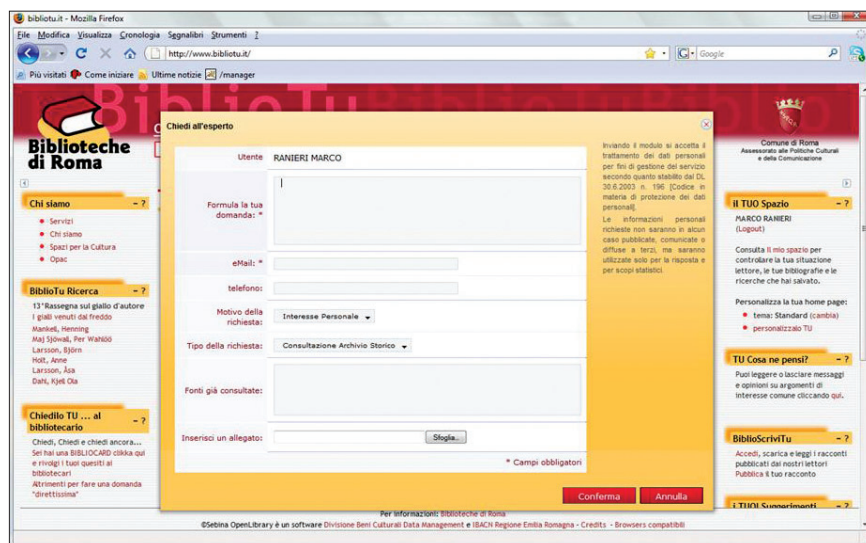 bibliotu.it - Mozilla Firefox
File Modifica Visualizza Cronologia Segnalibri Strumenti ?
http://www.bibliotu.it/
Google
Più visitati Come iniziare Ultime notizie /manager
BiblioTu BiblioTu BiblioTu
Biblioteche
di Roma
Chi siamo - ?
Servizi
Chi siamo
Spazi per la Cultura
Opac
BiblioTu Ricerca - ?
13°Rassegna sul giallo d'autore
I gialli venuti dal freddo
Mankell, Henning
Maj Sjöwall, Per Wahlöö
Larsson, Björn
Holt, Anne
Larsson, Åsa
Dahl, Kjell Ola
Chiedilo TU ... al
bibliotecario - ?
Chiedi, Chiedi e chiedi ancora...
Sei hai una BIBLIOCARD clikka qui
e rivolgi i tuoi quesiti ai
bibliotecari
Altrimenti per fare una domanda
"direttissima"
Chiedi all'esperto
Utente RANIERI MARCO
Formula la tua
domanda: *
eMail: *
telefono:
Motivo della
richiesta: Interesse Personale
Tipo della richiesta: Consultazione Archivio Storico
Fonti già consultate:
Inserisci un allegato: Sfoglia...
* Campi obbligatori
Inviando il modulo si accetta il
trattamento dei dati personali
per fini di gestione del servizio
secondo quanto stabilito dal DL
30.6.2003 n. 196 [Codice in
materia di protezione dei dati
personali].
Le informazioni personali
richieste non saranno in alcun
caso pubblicate, comunicate o
diffuse a terzi, ma saranno
utilizzate solo per la risposta e
per scopi statistici.
Conferma Annulla
Comune di Roma
Assessorato alle Politiche Culturali
e della Comunicazione
il TUO Spazio - ?
MARCO RANIERI
(Logout)
Consulta Il mio spazio per
controllare la tua situazione
lettore, le tue bibliografie e le
ricerche che hai salvato.
Personalizza la tua home page:
tema: Standard (cambia)
personalizzalo TU
TU Cosa ne pensi? - ?
Puoi leggere o lasciare messaggi
e opinioni su argomenti di
interesse comune cliccando qui.
BiblioScriviTu - ?
Accedi, scarica e leggi i racconti
pubblicati dai nostri lettori
Pubblica il tuo racconto
i TUOI Suggerimenti - ?
Per informazioni: Biblioteche di Roma
©Sebina OpenLibrary è un software Divisione Beni Culturali Data Management e IBACN Regione Emilia Romagna - Credits - Browsers compatibili